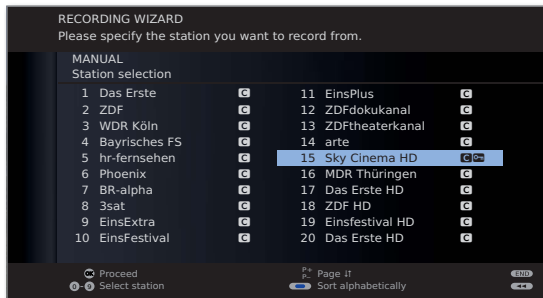 RECORDING WIZARD
Please specify the station you want to record from.
MANUAL
Station selection
1 Das Erste C
2 ZDF C
3 WDR Köln C
4 Bayrisches FS C
5 hr-fernsehen C
6 Phoenix C
7 BR-alpha C
8 3sat C
9 EinsExtra C
10 EinsFestival C
11 EinsPlus C
12 ZDFdokukanal C
13 ZDFtheaterkanal C
14 arte C
15 Sky Cinema HD C
16 MDR Thüringen C
17 Das Erste HD C
18 ZDF HD C
19 Einsfestival HD C
20 Das Erste HD C
OK Proceed
0-9 Select station
P+
P- Page ↓↑
Sort alphabetically
END